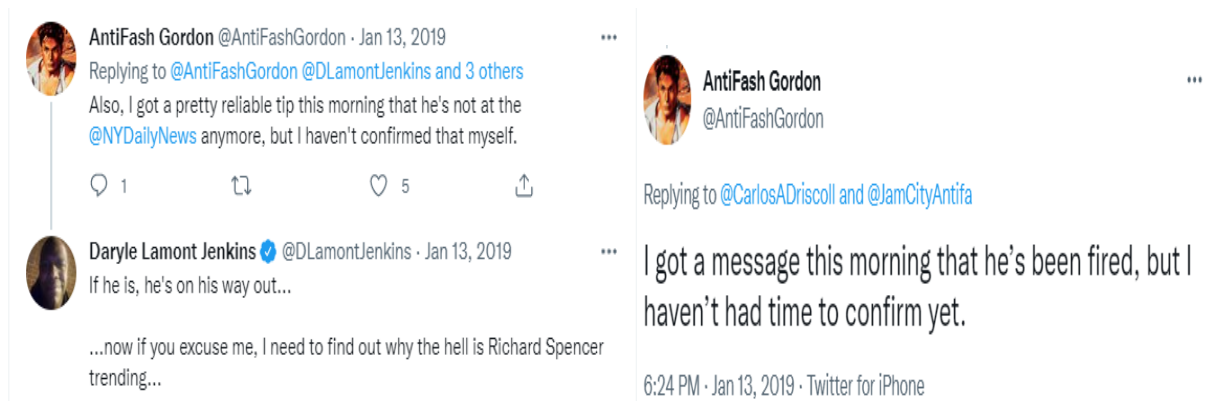 AntiFash Gordon @AntiFashGordon · Jan 13, 2019
Replying to @AntiFashGordon @DLamontJenkins and 3 others
Also, I got a pretty reliable tip this morning that he's not at the
@NYDailyNews anymore, but I haven't confirmed that myself.
1 5
Daryle Lamont Jenkins @DLamontJenkins · Jan 13, 2019
If he is, he's on his way out...
...now if you excuse me, I need to find out why the hell is Richard Spencer
trending...
AntiFash Gordon
@AntiFashGordon
Replying to @CarlosADriscoll and @JamCityAntifa
I got a message this morning that he’s been fired, but I
haven’t had time to confirm yet.
6:24 PM · Jan 13, 2019 · Twitter for iPhone